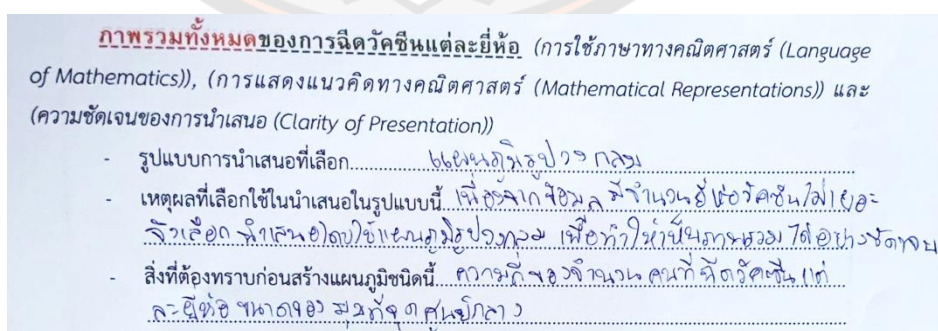 ภาพรวมทั้งหมดของการฉีดวัคซีนแต่ละยี่ห้อ (การใช้ภาษาทางคณิตศาสตร์ (Language
of Mathematics)), (การแสดงแนวคิดทางคณิตศาสตร์ (Mathematical Representations)) และ
(ความชัดเจนของการนำเสนอ (Clarity of Presentation))
- รูปแบบการนำเสนอที่เลือก..........แผนภูมิรูปวงกลม..........
- เหตุผลที่เลือกใช้ในนำเสนอในรูปแบบนี้ เนื่องจากข้อมูลมีจำนวนยี่ห้อวัคซีนไม่เยอะ
จึงเลือกนำเสนอโดยใช้แผนภูมิรูปวงกลม เพื่อทำให้เห็นภาพรวมได้อย่างชัดเจน
- สิ่งที่ต้องทราบก่อนสร้างแผนภูมิชนิดนี้ ความถี่ของจำนวนคนที่ฉีดวัคซีนแต่
ละยี่ห้อ ขนาดของมุมที่จุดศูนย์กลาง